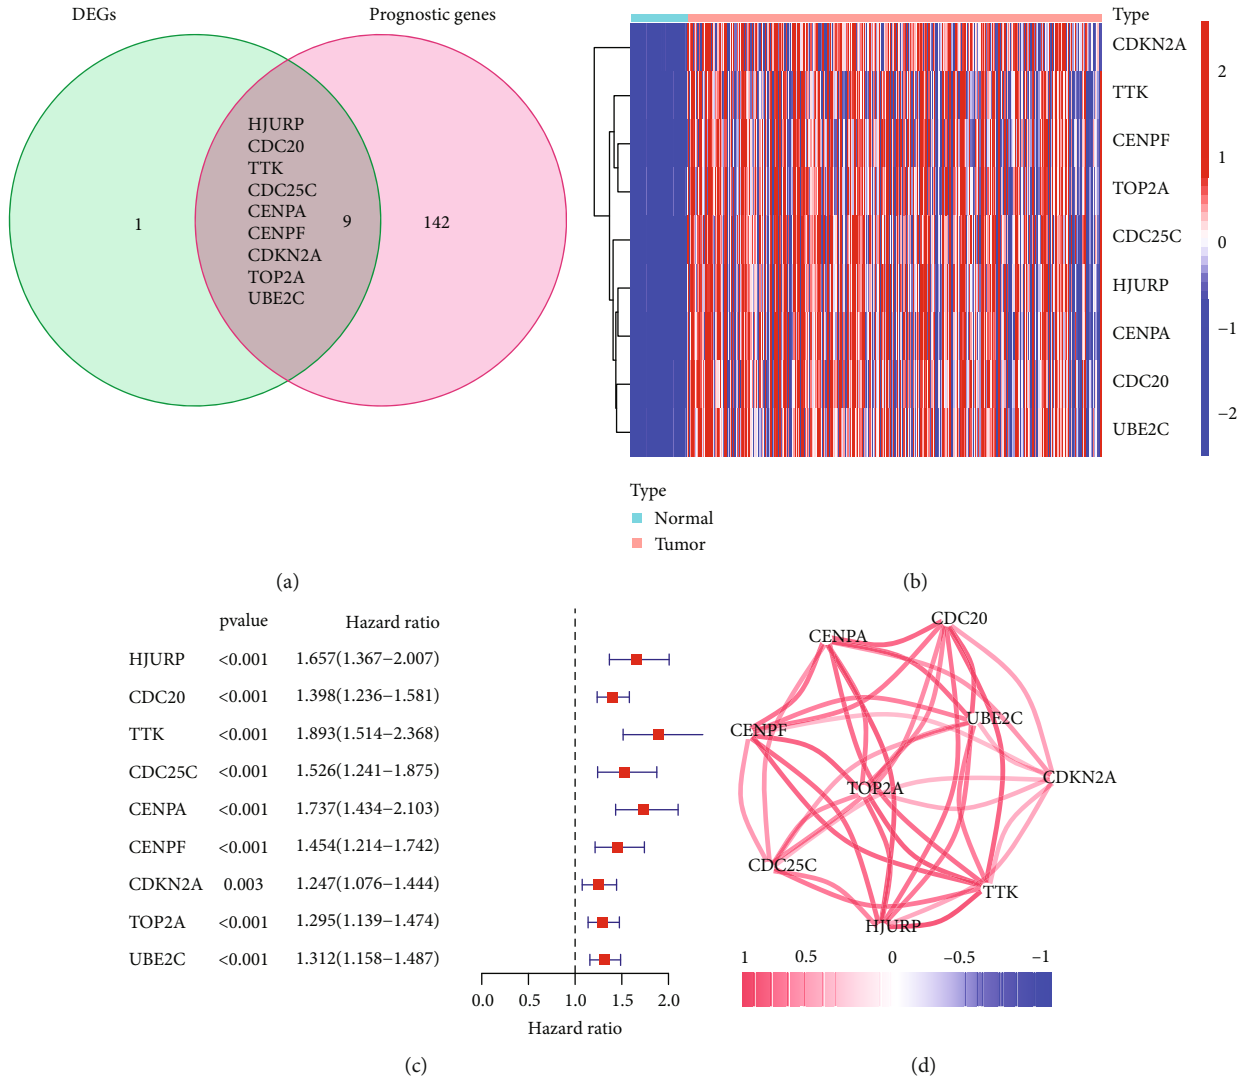 DEGs
Prognostic genes
HJURP
CDC20
TTK
CDC25C
CENPA
CENPF
CDKN2A
TOP2A
UBE2C
1
9
142
(a)
Type
CDKN2A
TTK
CENPF
TOP2A
CDC25C
HJURP
CENPA
CDC20
UBE2C
2
1
0
−1
−2
Type
Normal
Tumor
(b)
pvalue Hazard ratio
HJURP <0.001 1.657(1.367−2.007)
CDC20 <0.001 1.398(1.236−1.581)
TTK <0.001 1.893(1.514−2.368)
CDC25C <0.001 1.526(1.241−1.875)
CENPA <0.001 1.737(1.434−2.103)
CENPF <0.001 1.454(1.214−1.742)
CDKN2A 0.003 1.247(1.076−1.444)
TOP2A <0.001 1.295(1.139−1.474)
UBE2C <0.001 1.312(1.158−1.487)
0.0 0.5 1.0 1.5 2.0
Hazard ratio
(c)
CDC20
CENPA
UBE2C
CENPF
CDKN2A
TOP2A
CDC25C
TTK
HJURP
1 0.5 0 −0.5 −1
(d)